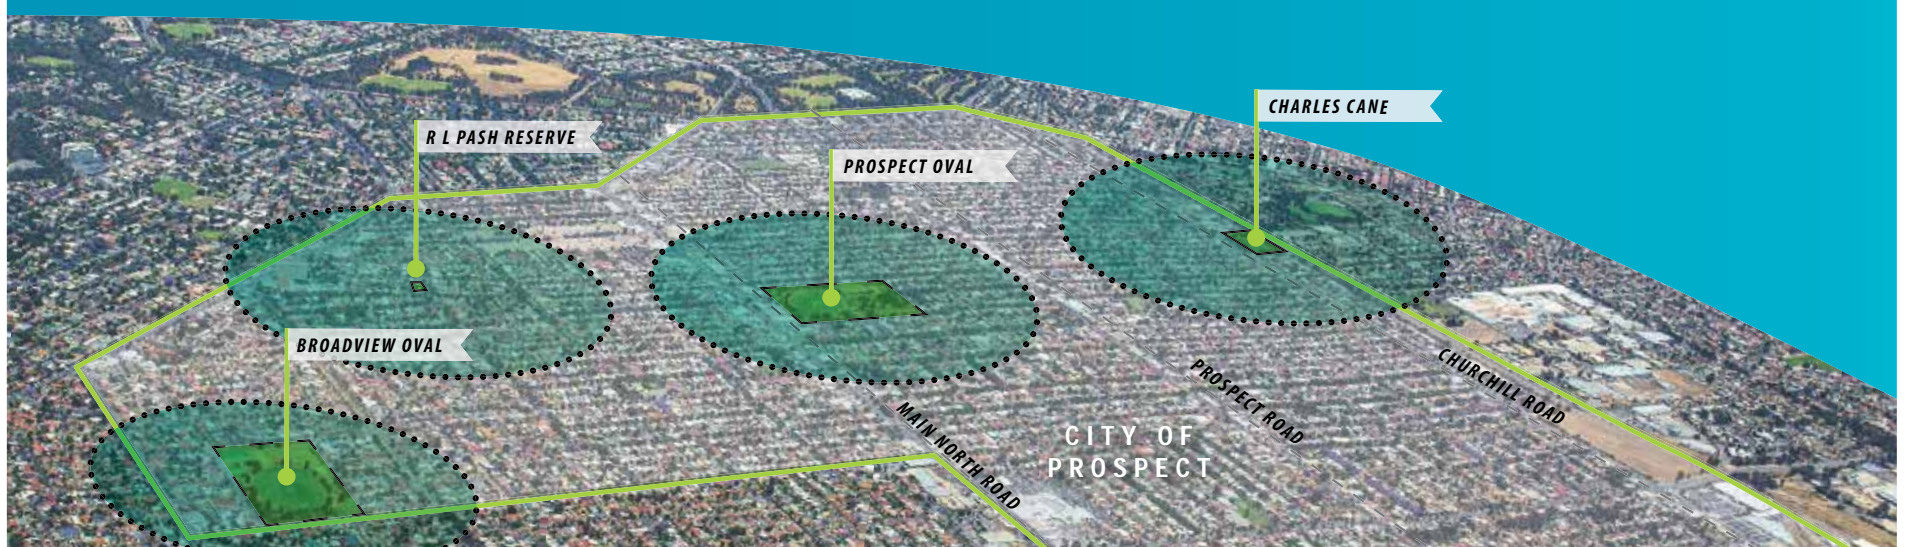 CHARLES CANE
R L PASH RESERVE
PROSPECT OVAL
BROADVIEW OVAL
MAIN NORTH ROAD
PROSPECT ROAD
CHURCHILL ROAD
CITY OF
PROSPECT